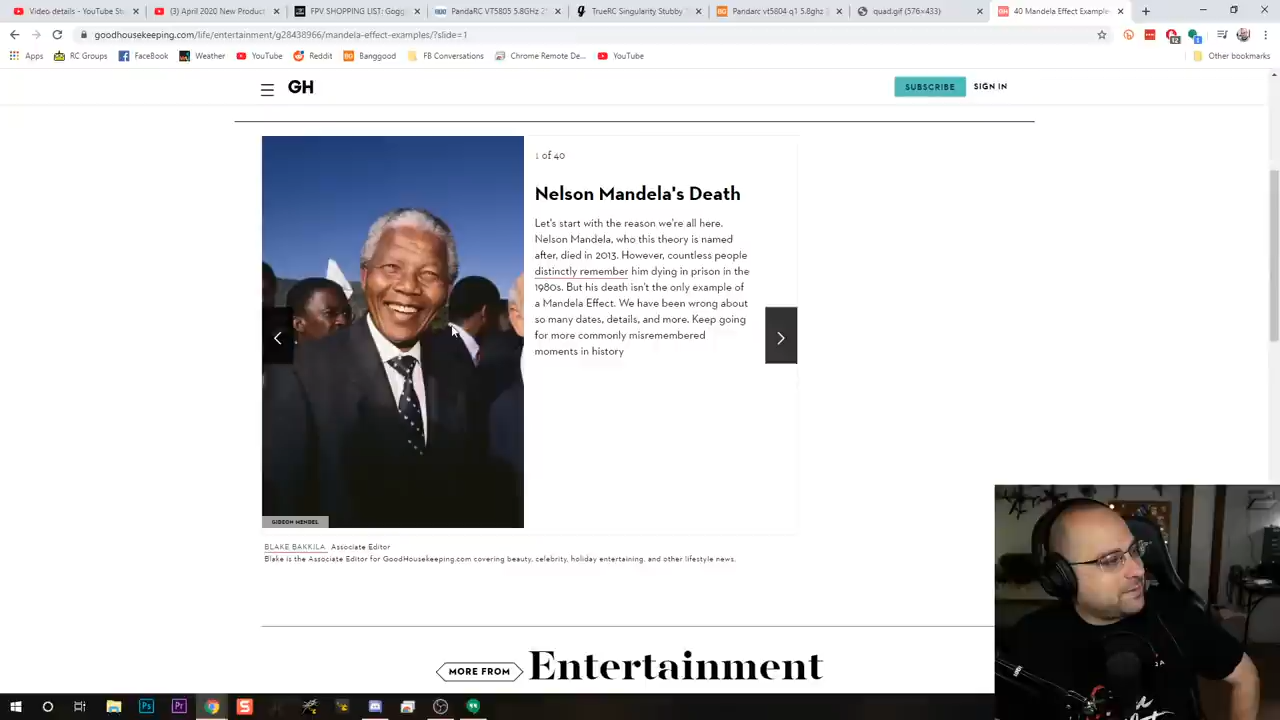 Video details - YouTube St
(3) April 2020 New Product
FPV SHOPPING LIST: Gogg
PandaRC VT5805 5.8GHz 25
TrueRC Singularity Stubby
Pandarc vt5804 q1 5.8ghz
quad.gif (576×433)
40 Mandela Effect Example
goodhousekeeping.com/life/entertainment/g28438966/mandela-effect-examples/?slide=1
Apps
RC Groups
FaceBook
Weather
YouTube
Reddit
Banggood
FB Conversations
Chrome Remote De...
YouTube
Other bookmarks
GH
SUBSCRIBE
SIGN IN
1 of 40
Nelson Mandela's Death
Let's start with the reason we're all here.
Nelson Mandela, who this theory is named
after, died in 2013. However, countless people
distinctly remember him dying in prison in the
1980s. But his death isn't the only example of
a Mandela Effect. We have been wrong about
so many dates, details, and more. Keep going
for more commonly misremembered
moments in history
GIDEON MENDEL
BLAKE BAKKILA Associate Editor
Blake is the Associate Editor for GoodHousekeeping.com covering beauty, celebrity, holiday entertaining, and other lifestyle news.
MORE FROM Entertainment